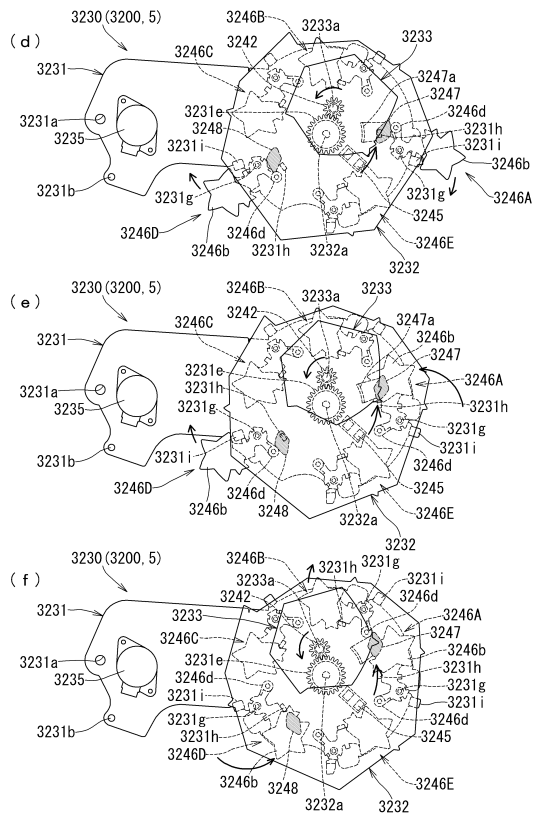 (d)
3230(3200,5)
3246B
3233a
3233
3246C
3242
3231
3247a
3247
3231e
3246d
3231a
3248
3231h
3235
3231i
3231i
3246b
3231b
3231g
3231g
3246A
3246D
3245
3246b
3246d
3231h
3232a
3246E
3232
(e)
3230(3200,5)
3246B
3233a
3233
3246C
3242
3247a
3231
3246b
3247
3231e
3246A
3231a
3231h
3231h
3235
3231g
3231g
3231i
3231i
3231b
3246d
3246D
3246d
3245
3246b
3248
3232a
3246E
3232
(f)
3230(3200,5)
3246B
3231g
3233a
3231h
3242
3231i
3231
3246d
3233
3246A
3246C
3247
3231e
3246b
3231a
3246d
3231h
3235
3231i
3231g
3231g
3231i
3231b
3231h
3246d
3246D
3245
3246b
3248
3232a
3246E
3232